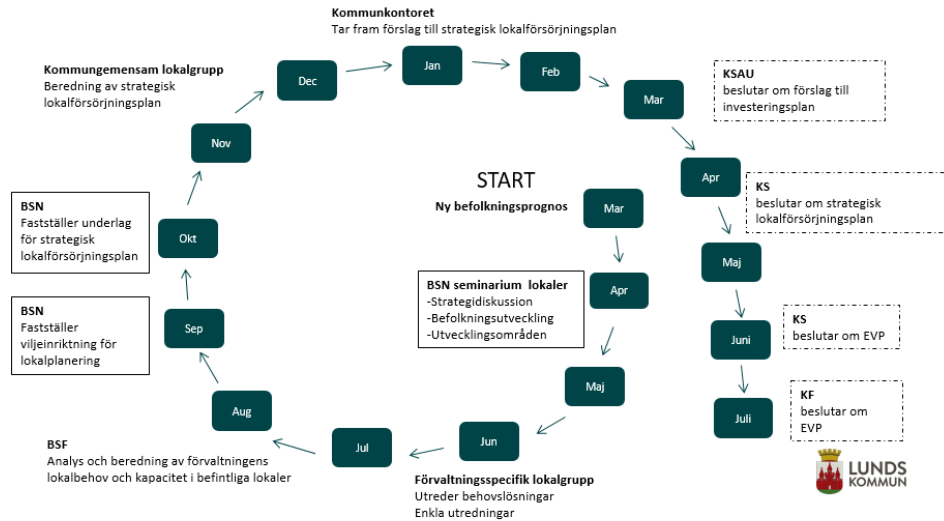 Kommunkontoret
Tar fram förslag till strategisk lokalförsörjningsplan
Jan
Feb
Mar
KSAU
beslutar om förslag till
investeringsplan
Apr
KS
beslutar om strategisk
lokalförsörjningsplan
Maj
Juni
KS
beslutar om EVP
Juli
KF
beslutar om
EVP
START
Ny befolkningsprognos
Mar
BSN seminarium lokaler
-Strategidiskussion
-Befolkningsutveckling
-Utvecklingsområden
Apr
Maj
Jun
Förvaltningsspecifik lokalgrupp
Utreder behovslösningar
Enkla utredningar
Jul
Aug
BSF
Analys och beredning av förvaltningens
lokalbehov och kapacitet i befintliga lokaler
Sep
BSN
Fastställer
viljeinriktning för
lokalplanering
Okt
BSN
Fastställer underlag
för strategisk
lokalförsörjningsplan
Nov
Kommungemensam lokalgrupp
Beredning av strategisk
lokalförsörjningsplan
Dec
LUNDS
KOMMUN